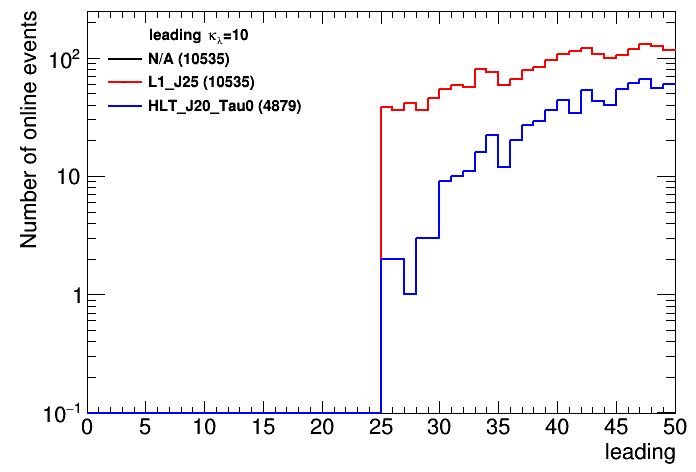 leading κλ=10
N/A (10535)
L1_J25 (10535)
HLT_J20_Tau0 (4879)
Number of online events
10²
10
1
10⁻¹
0 5 10 15 20 25 30 35 40 45 50
leading